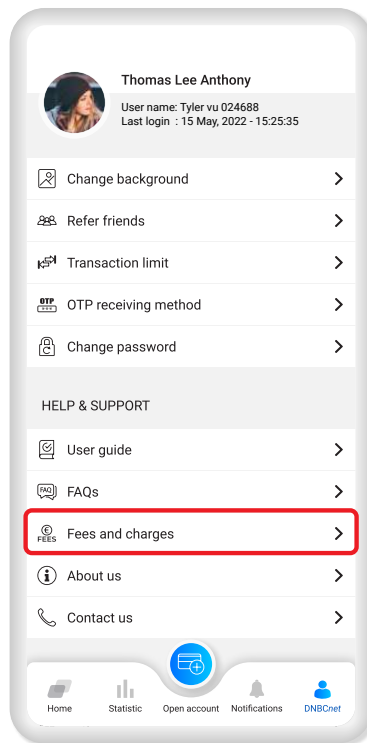 Thomas Lee Anthony
User name: Tyler vu 024688
Last login : 15 May, 2022 - 15:25:35
Change background
Refer friends
Transaction limit
OTP
OTP receiving method
Change password
HELP & SUPPORT
User guide
FAQ
FAQs
FEES
Fees and charges
About us
Contact us
Home
Statistic
Open account
Notifications
DNBCnet